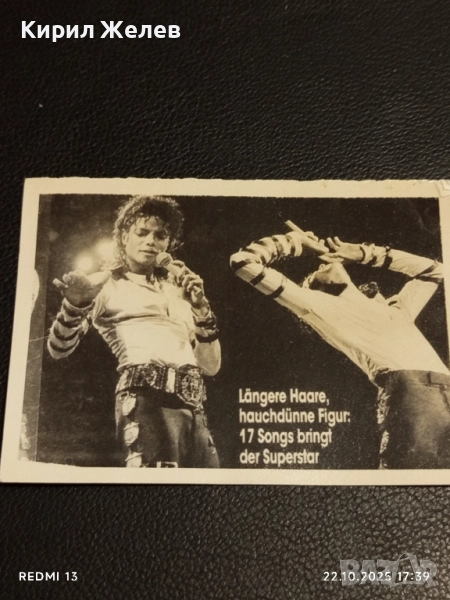 Кирил Желев
Längere Haare,
hauchdünne Figur:
17 Songs bringt
der Superstar
REDMI 13
22.10.2025 17:39